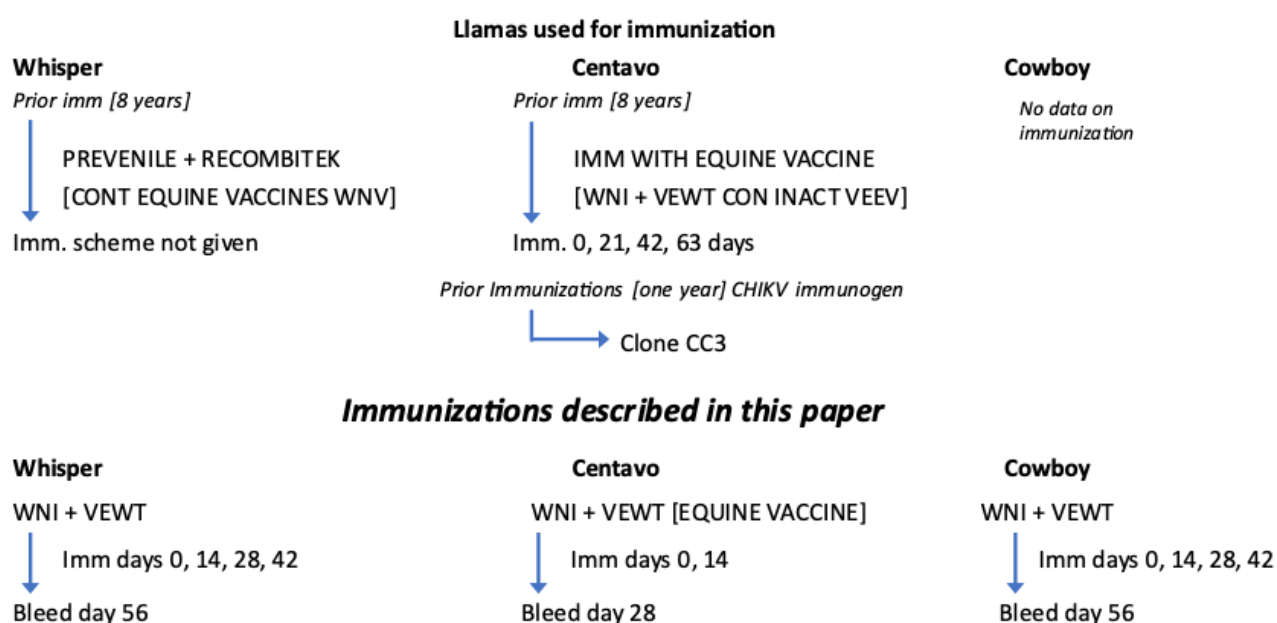 Llamas used for immunization
Whisper
Prior imm [8 years]
PREVENILE + RECOMBITEK
[CONT EQUINE VACCINES WNV]
Imm. scheme not given
Centavo
Prior imm [8 years]
IMM WITH EQUINE VACCINE
[WNI + VEWT CON INACT VEEV]
Imm. 0, 21, 42, 63 days
Prior Immunizations [one year] CHIKV immunogen
Clone CC3
Cowboy
No data on
immunization
Immunizations described in this paper
Whisper
WNI + VEWT
Imm days 0, 14, 28, 42
Bleed day 56
Centavo
WNI + VEWT [EQUINE VACCINE]
Imm days 0, 14
Bleed day 28
Cowboy
WNI + VEWT
Imm days 0, 14, 28, 42
Bleed day 56